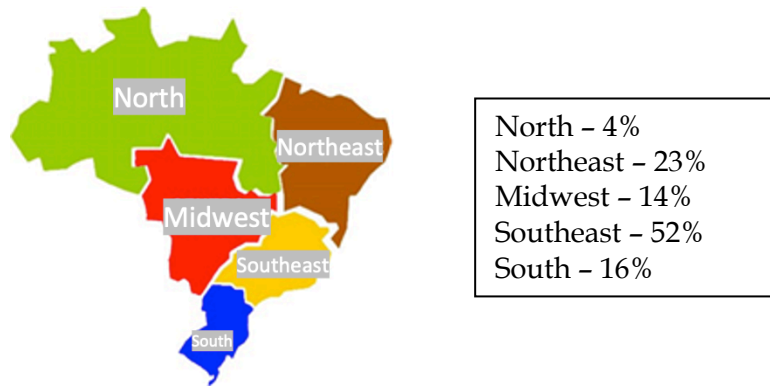 North
Northeast
Midwest
Southeast
South
North – 4%
Northeast – 23%
Midwest – 14%
Southeast – 52%
South – 16%